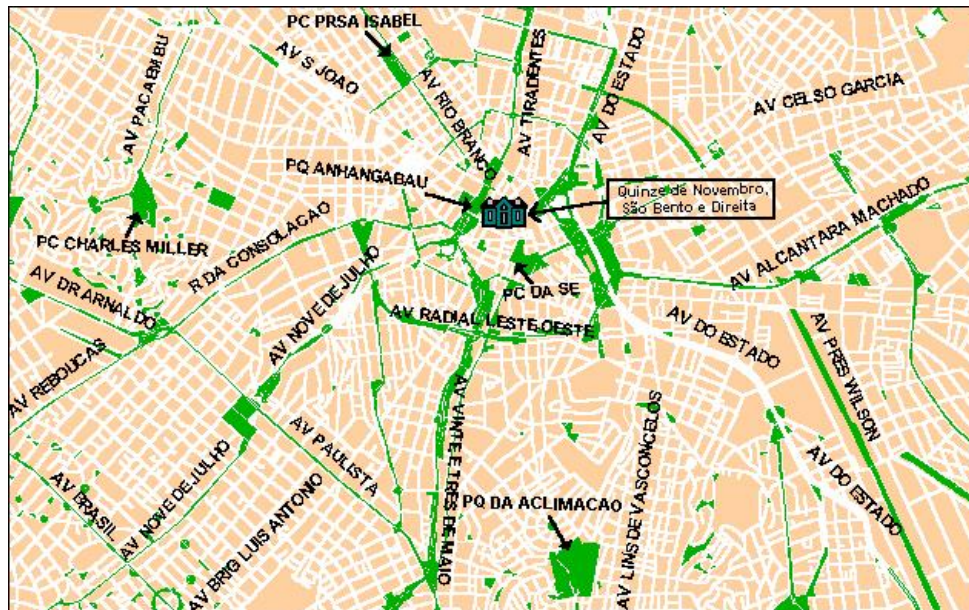 PC PRSA ISABEL
AV S JOAO
AV PACAEMBU
AV RIO BRANCO
AV TIRADENTES
AV DO ESTADO
AV CELSO GARCIA
PQ ANHANGABAU
Quinze de Novembro,
São Bento e Direita
PC CHARLES MILLER
R DA CONSOLACAO
AV ALCANTARA MACHADO
AV DR ARNALDO
AV NOVE DE JULHO
PC DA SE
AV RADIAL LESTE-OESTE
AV DO ESTADO
AV PRES WILSON
AV REBOUCAS
AV PAULISTA
AV VINTE E TRES DE MAIO
AV LINS DE VASCONCELOS
AV DO ESTADO
AV BRASIL
AV NOVE DE JULHO
AV BRIG LUIS ANTONIO
PQ DA ACLIMACAO